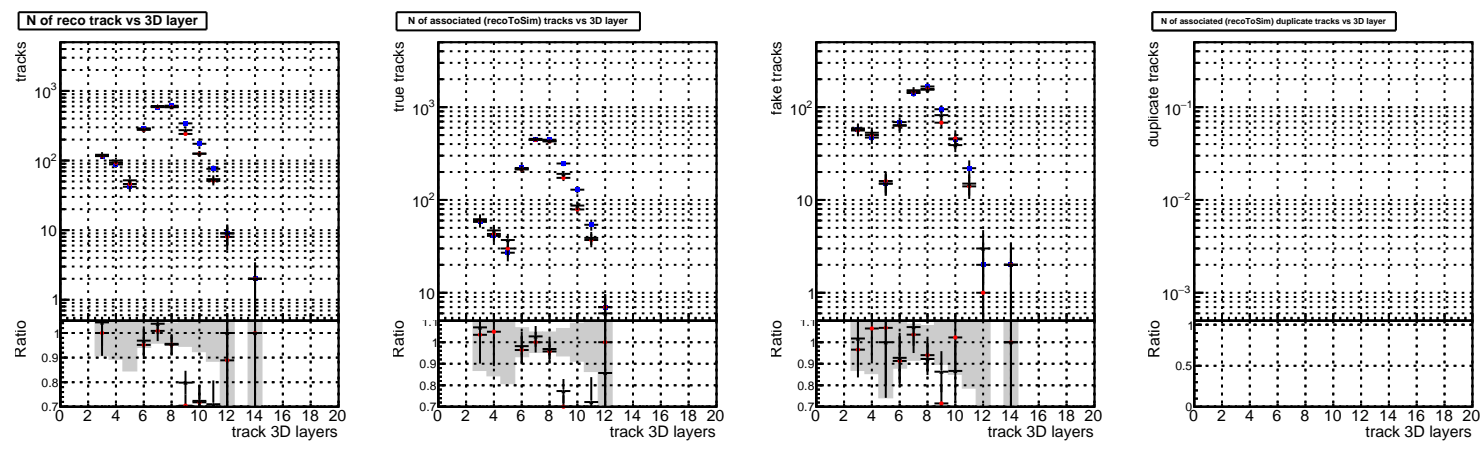 N of reco track vs 3D layer
N of associated (recoToSim) tracks vs 3D layer
N of associated (recoToSim) duplicate tracks vs 3D layer
tracks
10³
10²
10
1
Ratio
1
0.9
0.8
0.7
0 2 4 6 8 10 12 14 16 18 20
track 3D layers
true tracks
10³
10²
10
Ratio
1.1
1
0.9
0.8
0.7
0 2 4 6 8 10 12 14 16 18 20
track 3D layers
fake tracks
10²
10
1
Ratio
1
0.9
0.8
0.7
0 2 4 6 8 10 12 14 16 18 20
track 3D layers
duplicate tracks
10⁻¹
10⁻²
10⁻³
Ratio
1
0.5
0
0 2 4 6 8 10 12 14 16 18 20
track 3D layers